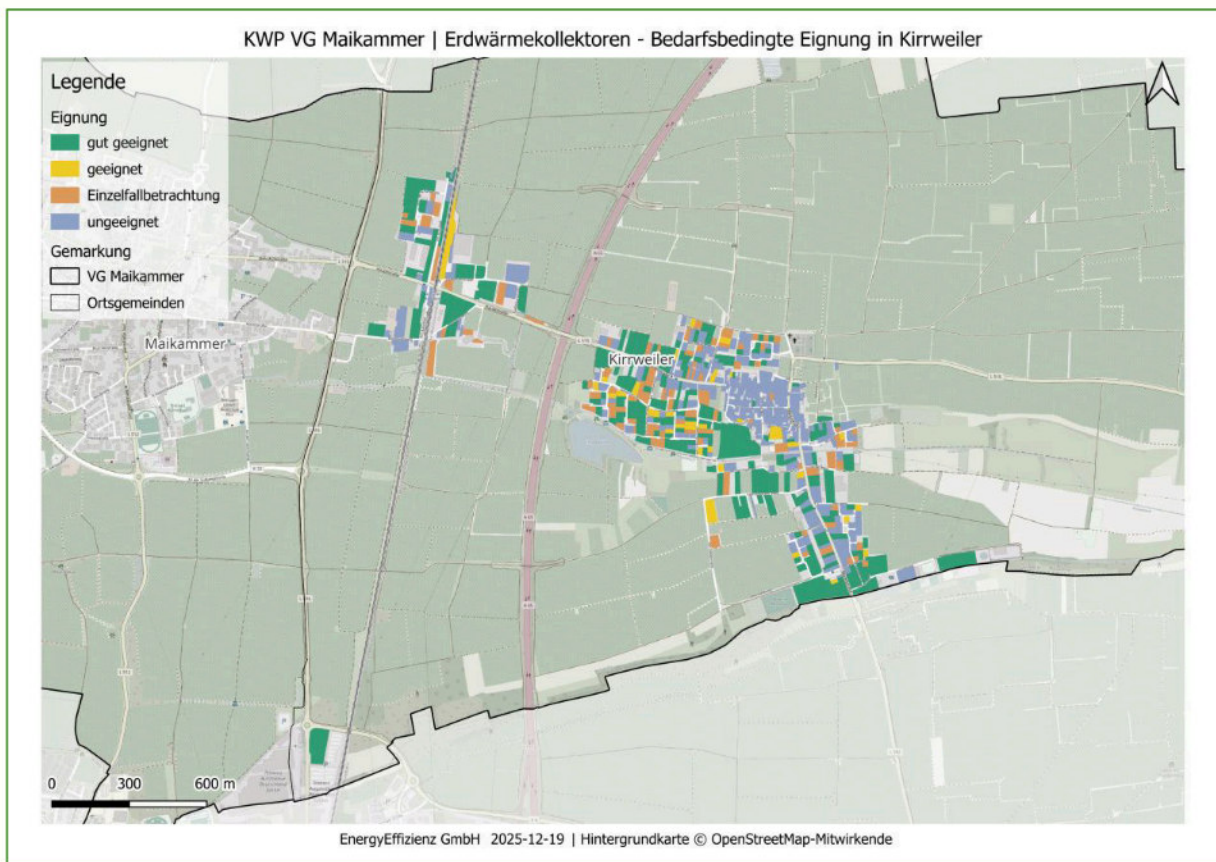 KWP VG Maikammer | Erdwärmekollektoren - Bedarfsbedingte Eignung in Kirrweiler
Legende
Eignung
gut geeignet
geeignet
Einzelfallbetrachtung
ungeeignet
Gemarkung
VG Maikammer
Ortsgemeinden
Maikammer
Kirrweiler
0 300 600 m
EnergyEffizienz GmbH 2025-12-19 | Hintergrundkarte © OpenStreetMap-Mitwirkende